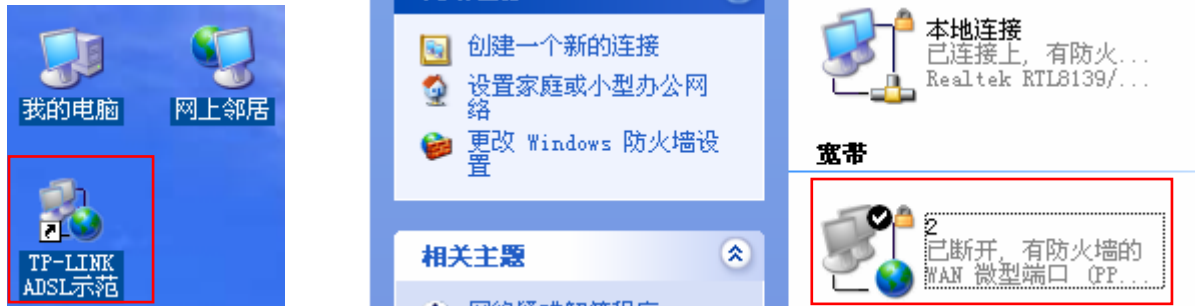 我的电脑
网上邻居
TP-LINK
ADSL示范
创建一个新的连接
设置家庭或小型办公网
络
更改 Windows 防火墙设
置
相关主题
本地连接
已连接上, 有防火...
Realtek RTL8139/...
宽带
2
已断开, 有防火墙的
WAN 微型端口 (PP...